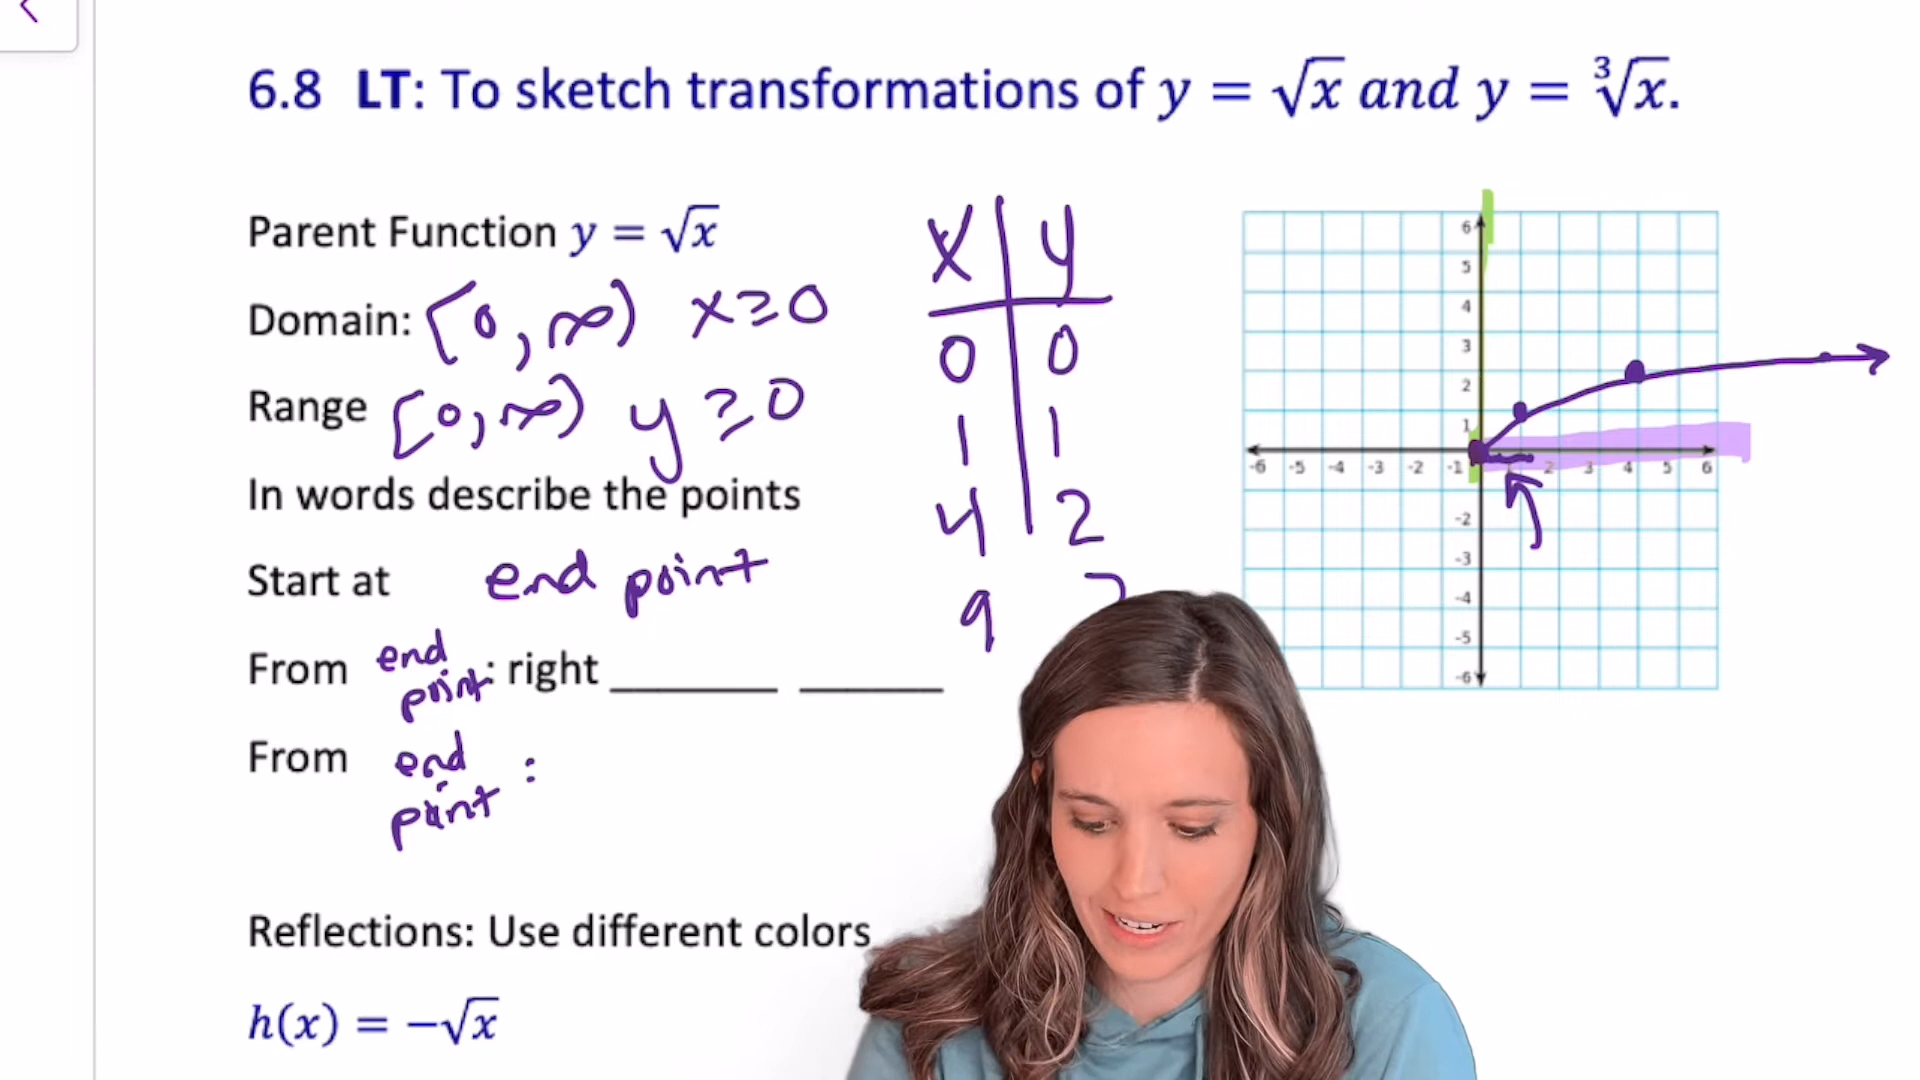 6.8 LT: To sketch transformations of y = √x and y = ∛x.
Parent Function y = √x
Domain: [0, ∞) x ≥ 0
Range [0, ∞) y ≥ 0
In words describe the points
Start at end point
From end point: right ________ ________
From end point :
Reflections: Use different colors
h(x) = −√x
x | y
0 | 0
1 | 1
4 | 2
9
6
5
4
3
2
1
-6 -5 -4 -3 -2 -1 2 3 4 5 6
-2
-3
-4
-5
-6